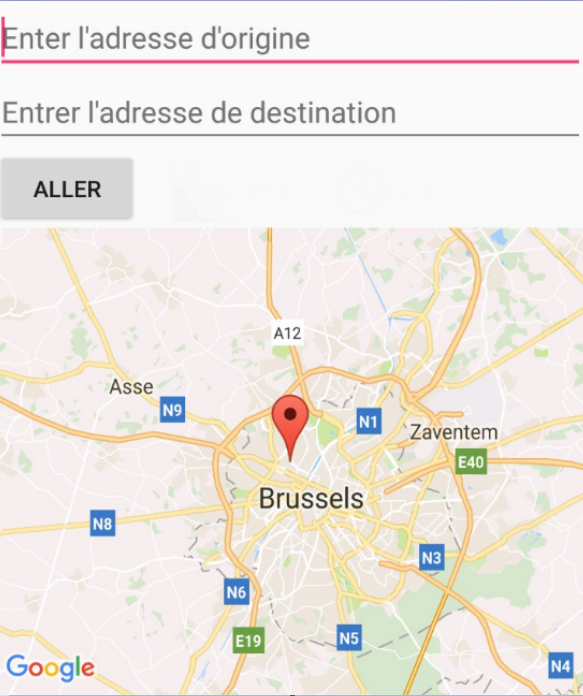 Enter l'adresse d'origine
Entrer l'adresse de destination
ALLER
A12
Asse
N9
N1
Zaventem
E40
Brussels
N8
N3
N6
E19
N5
Google
N4